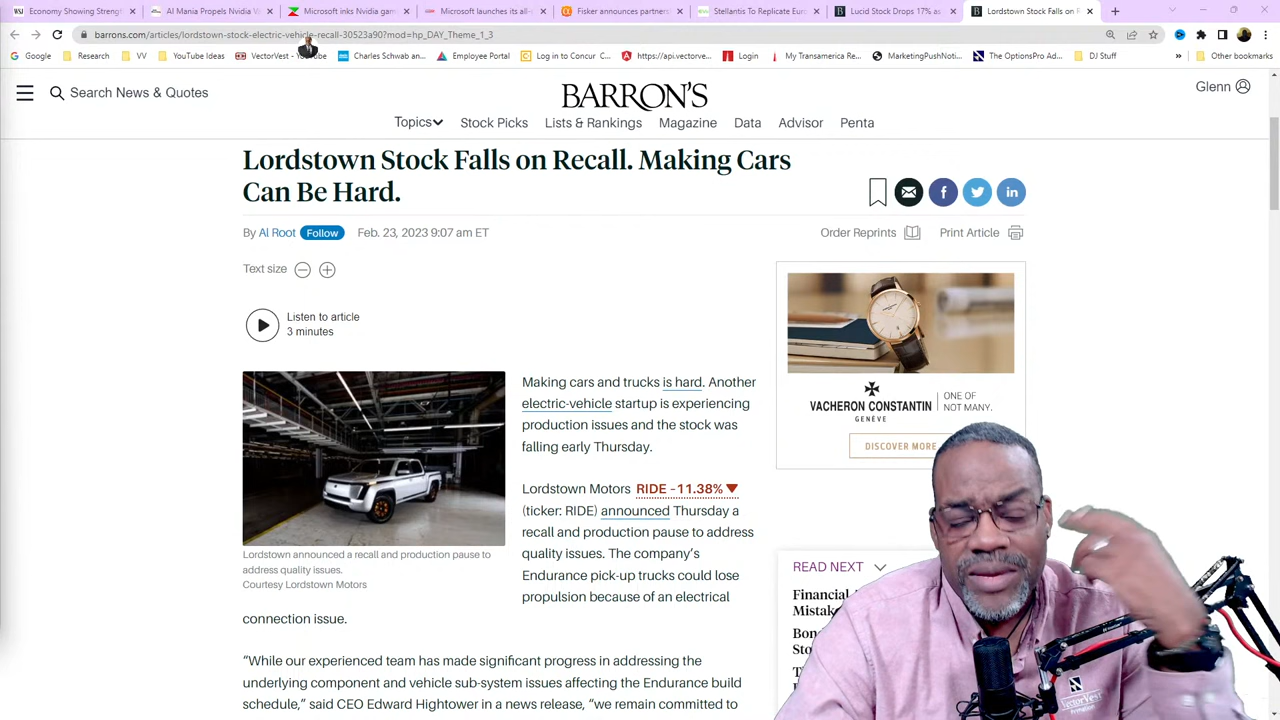 Economy Showing Strengt
AI Mania Propels Nvidia Va
Microsoft inks Nvidia gam
Microsoft launches its all-
Fisker announces partner
Stellantis To Replicate Euro
Lucid Stock Drops 17% as
Lordstown Stock Falls on R
barrons.com/articles/lordstown-stock-electric-vehicle-recall-30523a90?mod=hp_DAY_Theme_1_3
Google
Research
VV
YouTube Ideas
VectorVest - YouTube
Charles Schwab an...
Employee Portal
Log in to Concur C...
https://api.vectorve...
Login
My Transamerica Re...
MarketingPushNoti...
The OptionsPro Ad...
DJ Stuff
»
Other bookmarks
Search News & Quotes
BARRON'S
Glenn
Topics
Stock Picks
Lists & Rankings
Magazine
Data
Advisor
Penta
Lordstown Stock Falls on Recall. Making Cars
Can Be Hard.
By Al Root Follow Feb. 23, 2023 9:07 am ET
Order Reprints
Print Article
Text size
Listen to article
3 minutes
Making cars and trucks is hard. Another
electric-vehicle startup is experiencing
production issues and the stock was
falling early Thursday.
Lordstown Motors RIDE -11.38% ▼
(ticker: RIDE) announced Thursday a
recall and production pause to address
quality issues. The company's
Endurance pick-up trucks could lose
propulsion because of an electrical
connection issue.
Lordstown announced a recall and production pause to
address quality issues.
Courtesy Lordstown Motors
“While our experienced team has made significant progress in addressing the
underlying component and vehicle sub-system issues affecting the Endurance build
schedule,” said CEO Edward Hightower in a news release, “we remain committed to
VACHERON CONSTANTIN
GENÈVE
ONE OF
NOT MANY.
DISCOVER MORE
READ NEXT
Financial
Mistake
Bon
Sto
VectorVest